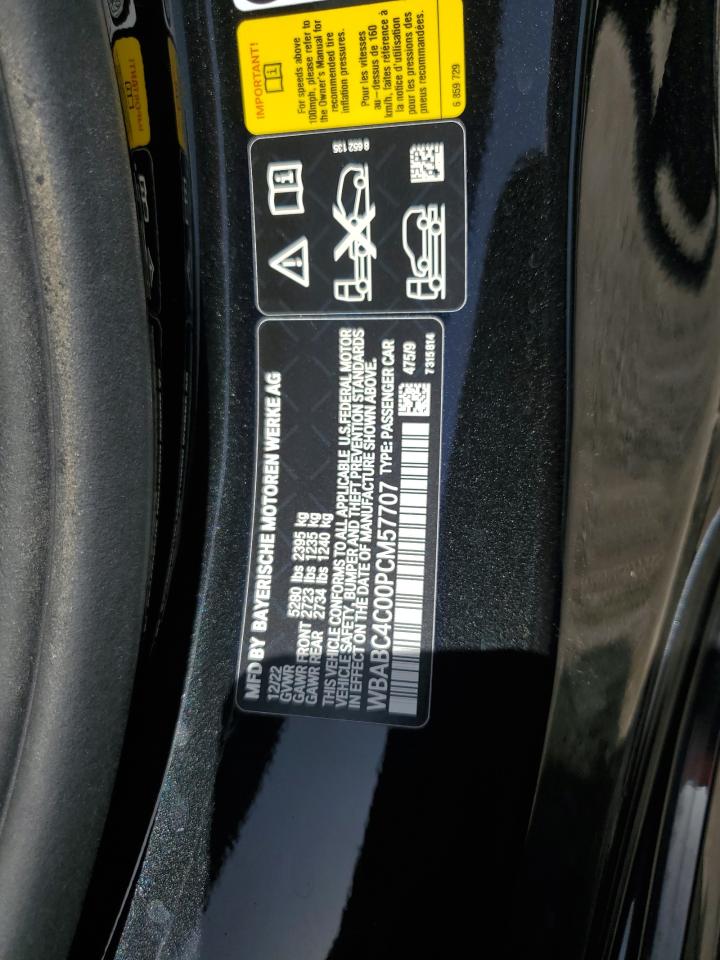 IMPORTANT!
For speeds above
100mph, please refer to
the Owner's Manual for
recommended tire
inflation pressures.
Pour les vitesses
au-dessus de 160
km/h, faites référence à
la notice d'utilisation
pour les pressions des
pneus recommandées.
6 859 729
8 652 135
MFD BY BAYERISCHE MOTOREN WERKE AG
12/22
GVWR 5280 lbs 2395 kg
GAWR FRONT 2723 lbs 1235 kg
GAWR REAR 2734 lbs 1240 kg
THIS VEHICLE CONFORMS TO ALL APPLICABLE U.S. FEDERAL MOTOR
VEHICLE SAFETY, BUMPER AND THEFT PREVENTION STANDARDS
IN EFFECT ON THE DATE OF MANUFACTURE SHOWN ABOVE.
WBABC4C00PCM57707 TYPE: PASSENGER CAR
475/9
7315814